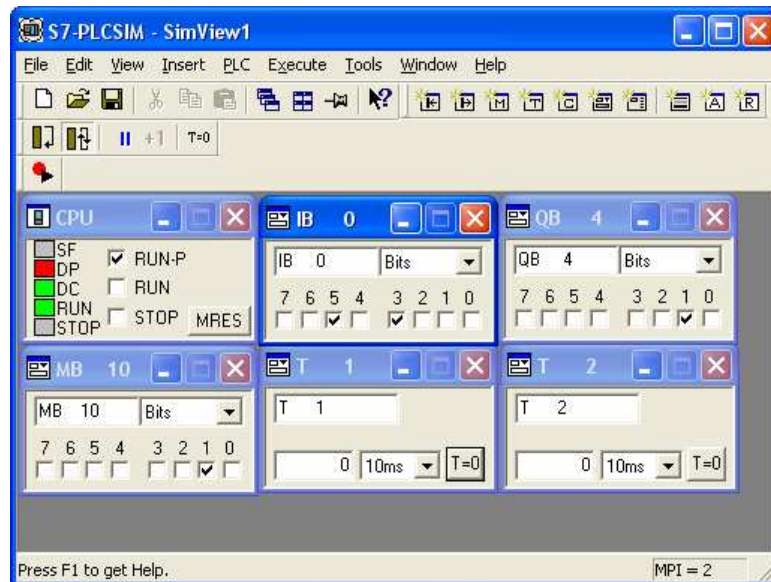 S7-PLCSIM - SimView1
File Edit View Insert PLC Execute Tools Window Help
+1 T=0
CPU
SF
DP
DC
RUN
STOP
RUN-P
RUN
STOP
MRES
IB 0
IB 0 Bits
7 6 5 4 3 2 1 0
QB 4
QB 4 Bits
7 6 5 4 3 2 1 0
MB 10
MB 10 Bits
7 6 5 4 3 2 1 0
T 1
T 1
0 10ms T=0
T 2
T 2
0 10ms T=0
Press F1 to get Help.
MPI = 2